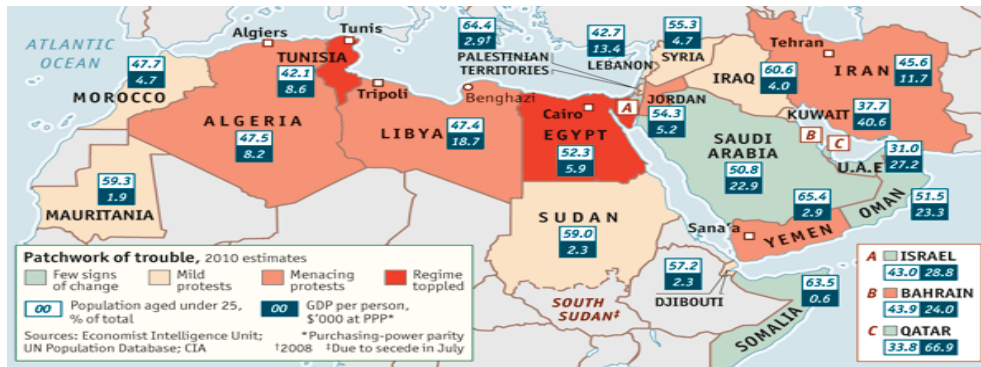 ATLANTIC
OCEAN
Algiers
Tunis
TUNISIA
42.1
8.6
47.7
4.7
MOROCCO
Tripoli
ALGERIA
47.5
8.2
Benghazi
LIBYA
47.4
18.7
59.3
1.9
MAURITANIA
64.4
2.9†
PALESTINIAN
TERRITORIES
42.7
13.4
LEBANON
55.3
4.7
SYRIA
IRAQ
60.6
4.0
Tehran
IRAN
45.6
11.7
JORDAN
54.3
5.2
A
Cairo
EGYPT
52.3
5.9
KUWAIT
37.7
40.6
B
C
SAUDI
ARABIA
50.8
22.9
U.A.E
31.0
27.2
OMAN
51.5
23.3
65.4
2.9
YEMEN
Sana'a
SUDAN
59.0
2.3
57.2
2.3
DJIBOUTI
SOUTH
SUDAN‡
63.5
0.6
SOMALIA
Patchwork of trouble, 2010 estimates
Few signs of change
Mild protests
Menacing protests
Regime toppled
00 Population aged under 25, % of total
00 GDP per person, $'000 at PPP*
Sources: Economist Intelligence Unit; *Purchasing-power parity
UN Population Database; CIA †2008 ‡Due to secede in July
A ISRAEL
43.0 28.8
B BAHRAIN
43.9 24.0
C QATAR
33.8 66.9